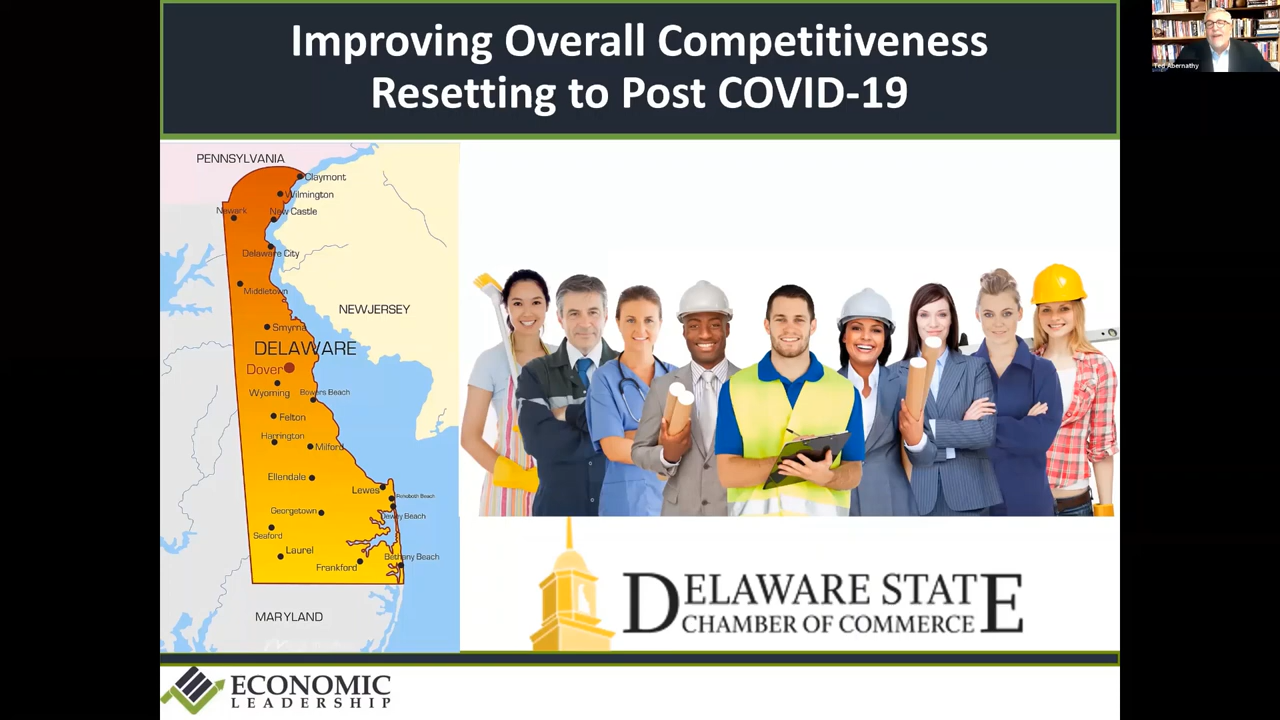 Improving Overall Competitiveness
Resetting to Post COVID-19
Ted Abernathy
PENNSYLVANIA
Claymont
Wilmington
Newark
New Castle
Delaware City
Middletown
NEWJERSEY
Smyrna
DELAWARE
Dover
Wyoming
Bowers Beach
Felton
Harrington
Milford
Ellendale
Lewes
Rehoboth Beach
Georgetown
Dewey Beach
Seaford
Laurel
Bethany Beach
Frankford
MARYLAND
DELAWARE STATE
CHAMBER OF COMMERCE
ECONOMIC
LEADERSHIP